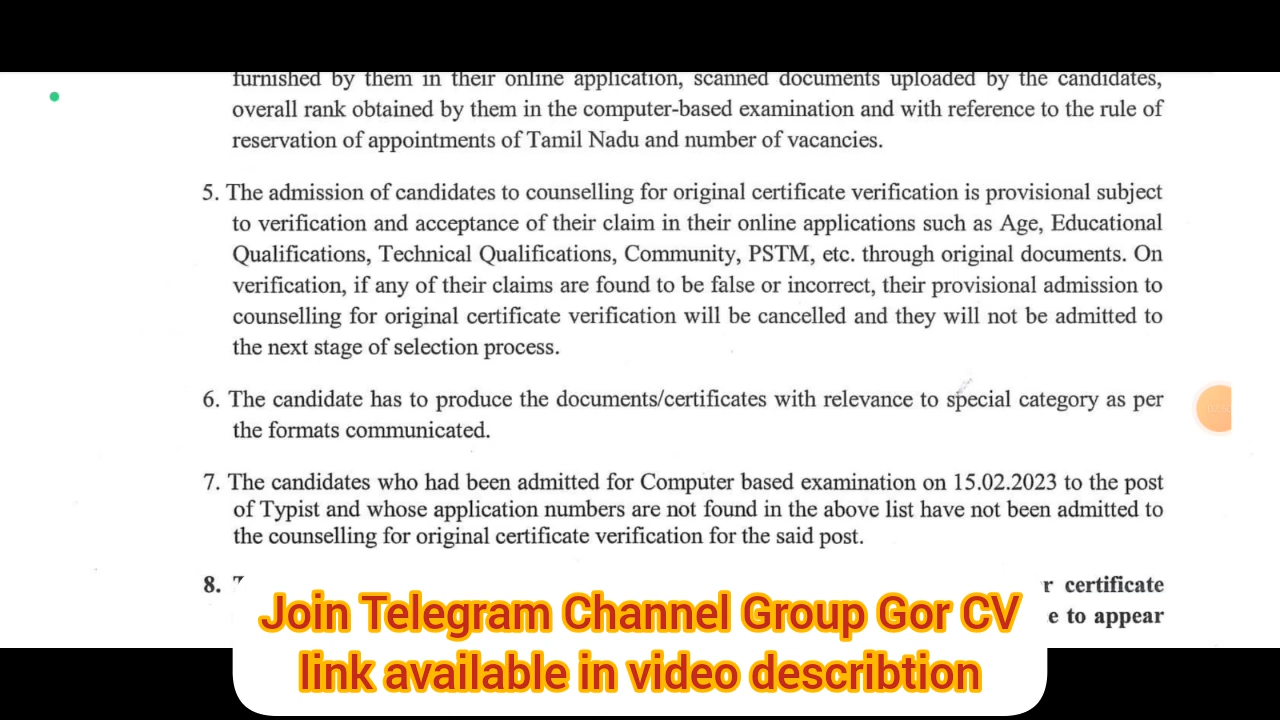 furnished by them in their online application, scanned documents uploaded by the candidates,
overall rank obtained by them in the computer-based examination and with reference to the rule of
reservation of appointments of Tamil Nadu and number of vacancies.
5. The admission of candidates to counselling for original certificate verification is provisional subject
to verification and acceptance of their claim in their online applications such as Age, Educational
Qualifications, Technical Qualifications, Community, PSTM, etc. through original documents. On
verification, if any of their claims are found to be false or incorrect, their provisional admission to
counselling for original certificate verification will be cancelled and they will not be admitted to
the next stage of selection process.
6. The candidate has to produce the documents/certificates with relevance to special category as per
the formats communicated.
7. The candidates who had been admitted for Computer based examination on 15.02.2023 to the post
of Typist and whose application numbers are not found in the above list have not been admitted to
the counselling for original certificate verification for the said post.
8. certificate
to appear
Join Telegram Channel Group Gor CV
link available in video describtion